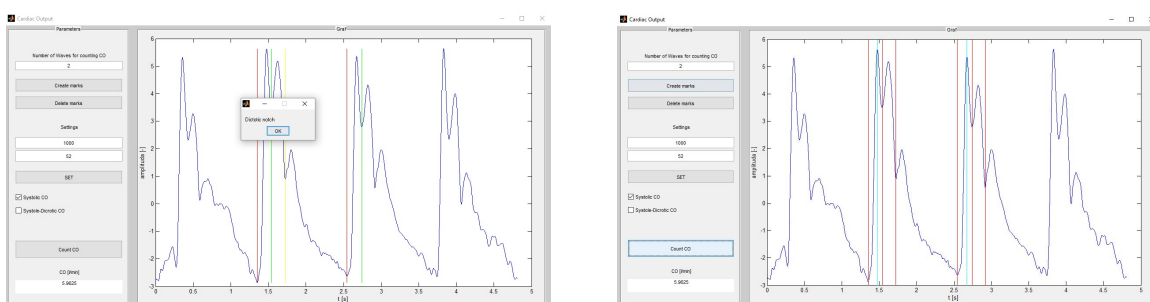 Cardiac Output
Parameters
Number of Waves for counting CO
2
Create marks
Delete marks
Settings
1000
52
SET
Systolic CO
Systole-Dicrotic CO
Count CO
CO [l/min]
5.9625
Graf
6
5
4
3
2
1
0
-1
-2
-3
amplituda [-]
0
0.5
1
1.5
2
2.5
3
3.5
4
4.5
5
t [s]
Dicrotic notch
OK
Cardiac Output
Parameters
Number of Waves for counting CO
2
Create marks
Delete marks
Settings
1000
52
SET
Systolic CO
Systole-Dicrotic CO
Count CO
CO [l/min]
5.9625
Graf
6
5
4
3
2
1
0
-1
-2
-3
amplituda [-]
0
0.5
1
1.5
2
2.5
3
3.5
4
4.5
5
t [s]